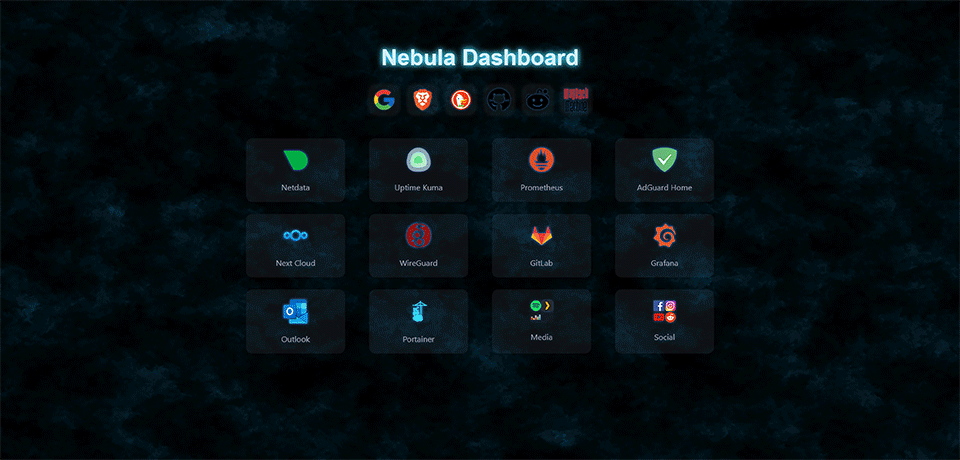 Nebula Dashboard
Netdata
Uptime Kuma
Prometheus
AdGuard Home
Next Cloud
WireGuard
GitLab
Grafana
Outlook
Portainer
Media
Social